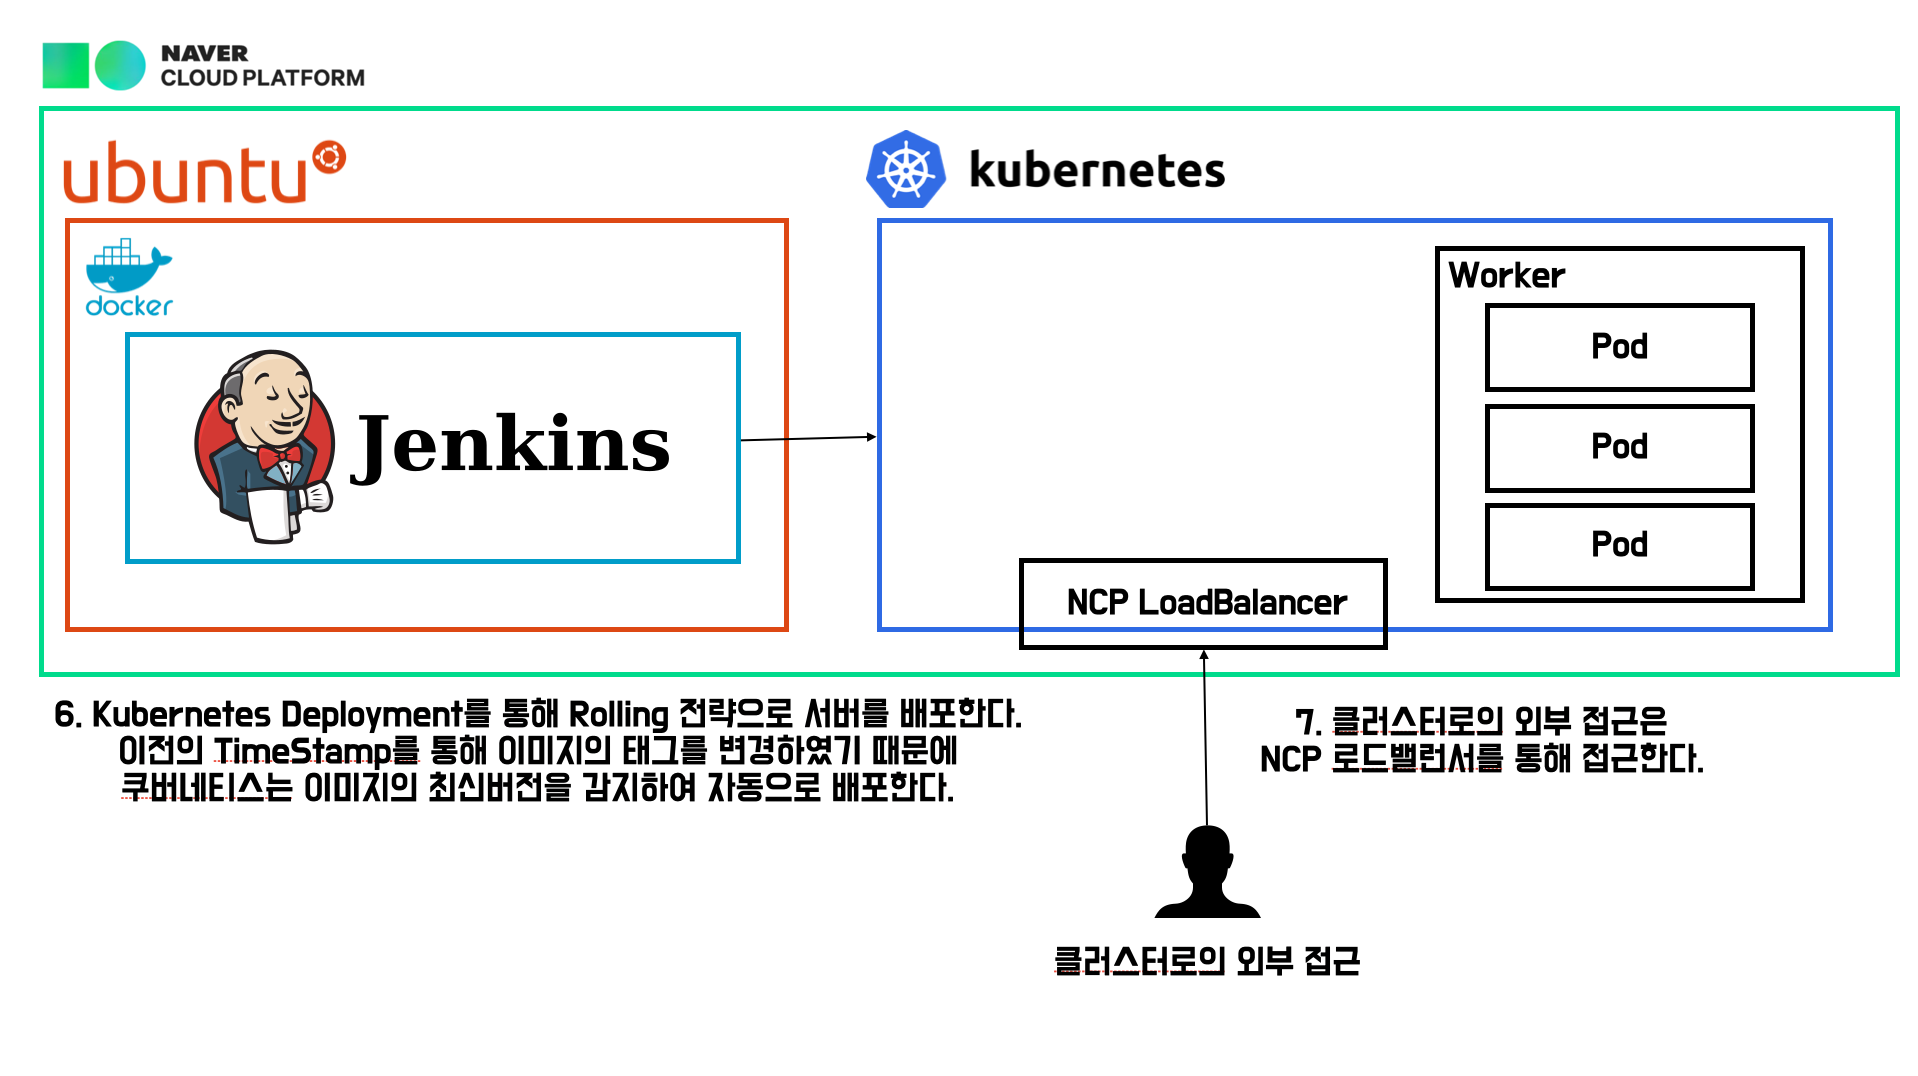 NAVER
CLOUD PLATFORM
ubuntu
kubernetes
docker
Jenkins
Worker
Pod
Pod
Pod
NCP LoadBalancer
6. Kubernetes Deployment를 통해 Rolling 전략으로 서버를 배포한다.
이전의 TimeStamp를 통해 이미지의 태그를 변경하였기 때문에
쿠버네티스는 이미지의 최신버전을 감지하여 자동으로 배포한다.
7. 클러스터로의 외부 접근은
NCP 로드밸런서를 통해 접근한다.
클러스터로의 외부 접근